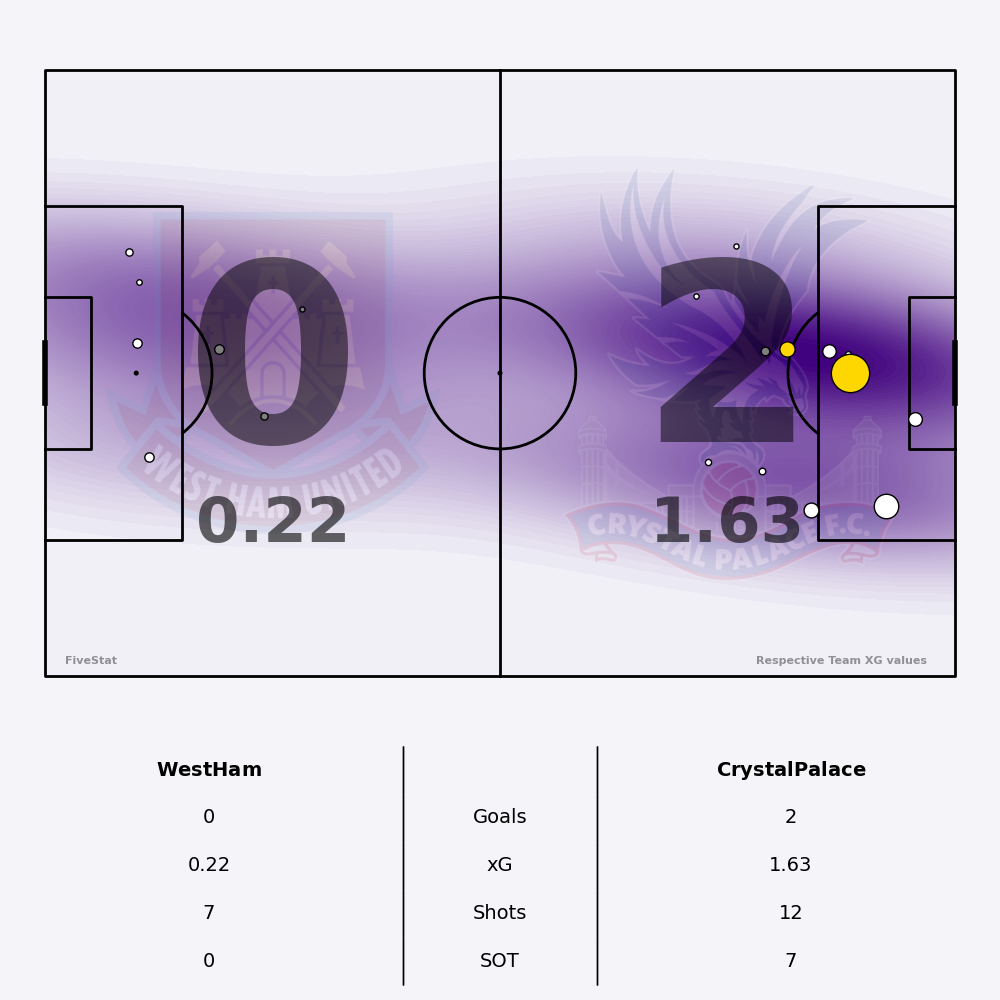 0 2
WEST HAM UNITED
CRYSTAL PALACE F.C.
0.22 1.63
FiveStat Respective Team XG values
WestHam CrystalPalace
0 Goals 2
0.22 xG 1.63
7 Shots 12
0 SOT 7